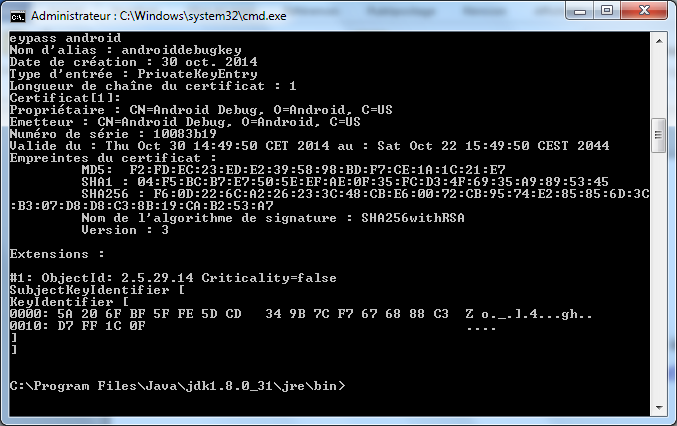 Administrateur : C:\Windows\system32\cmd.exe
eypass android
Nom d'alias : androiddebugkey
Date de création : 30 oct. 2014
Type d'entrée : PrivateKeyEntry
Longueur de chaîne du certificat : 1
Certificat[1]:
Propriétaire : CN=Android Debug, O=Android, C=US
Emetteur : CN=Android Debug, O=Android, C=US
Numéro de série : 10083b19
Valide du : Thu Oct 30 14:49:50 CET 2014 au : Sat Oct 22 15:49:50 CEST 2044
Empreintes du certificat :
MD5:  F2:FD:EC:23:ED:E2:39:58:98:BD:F7:CE:1A:1C:21:E7
SHA1 : 04:F5:BC:B7:E7:50:5E:EF:AE:0F:35:FC:D3:4F:69:35:A9:89:53:45
SHA256 : F6:0D:22:6C:A2:26:23:3C:48:CB:E6:00:72:CB:95:74:E2:85:85:6D:3C
:B3:07:D8:D8:C3:8B:19:CA:B2:53:A7
Nom de l'algorithme de signature : SHA256withRSA
Version : 3
Extensions :
#1: ObjectId: 2.5.29.14 Criticality=false
SubjectKeyIdentifier [
KeyIdentifier [
0000: 5A 20 6F BF 5F FE 5D CD   34 9B 7C F7 67 68 88 C3  Z o._.].4...gh..
0010: D7 FF 1C 0F                                        ....
]
]
C:\Program Files\Java\jdk1.8.0_31\jre\bin>